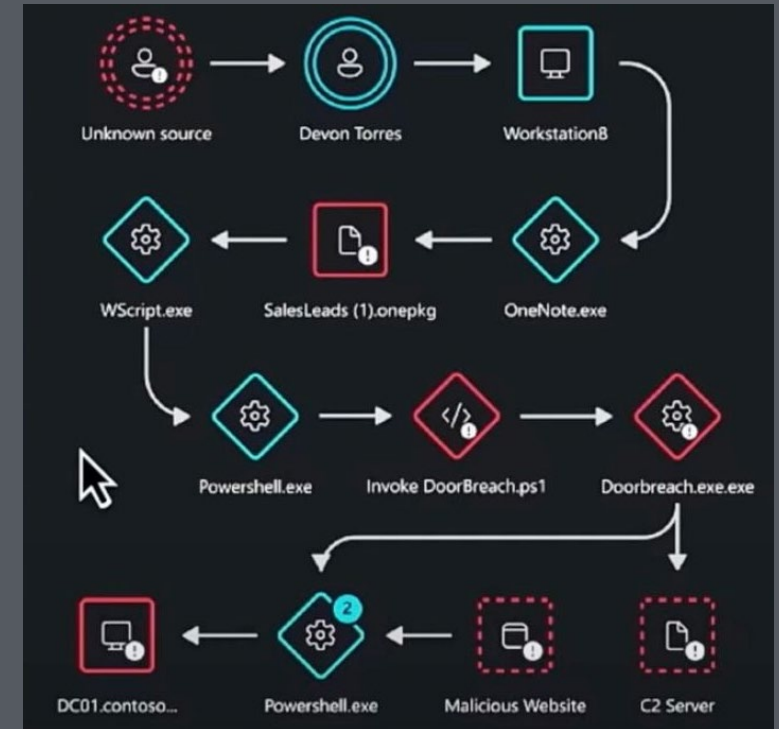 Unknown source
Devon Torres
Workstation8
WScript.exe
SalesLeads (1).onepkg
OneNote.exe
Powershell.exe
Invoke DoorBreach.ps1
Doorbreach.exe.exe
2
DC01.contoso...
Powershell.exe
Malicious Website
C2 Server